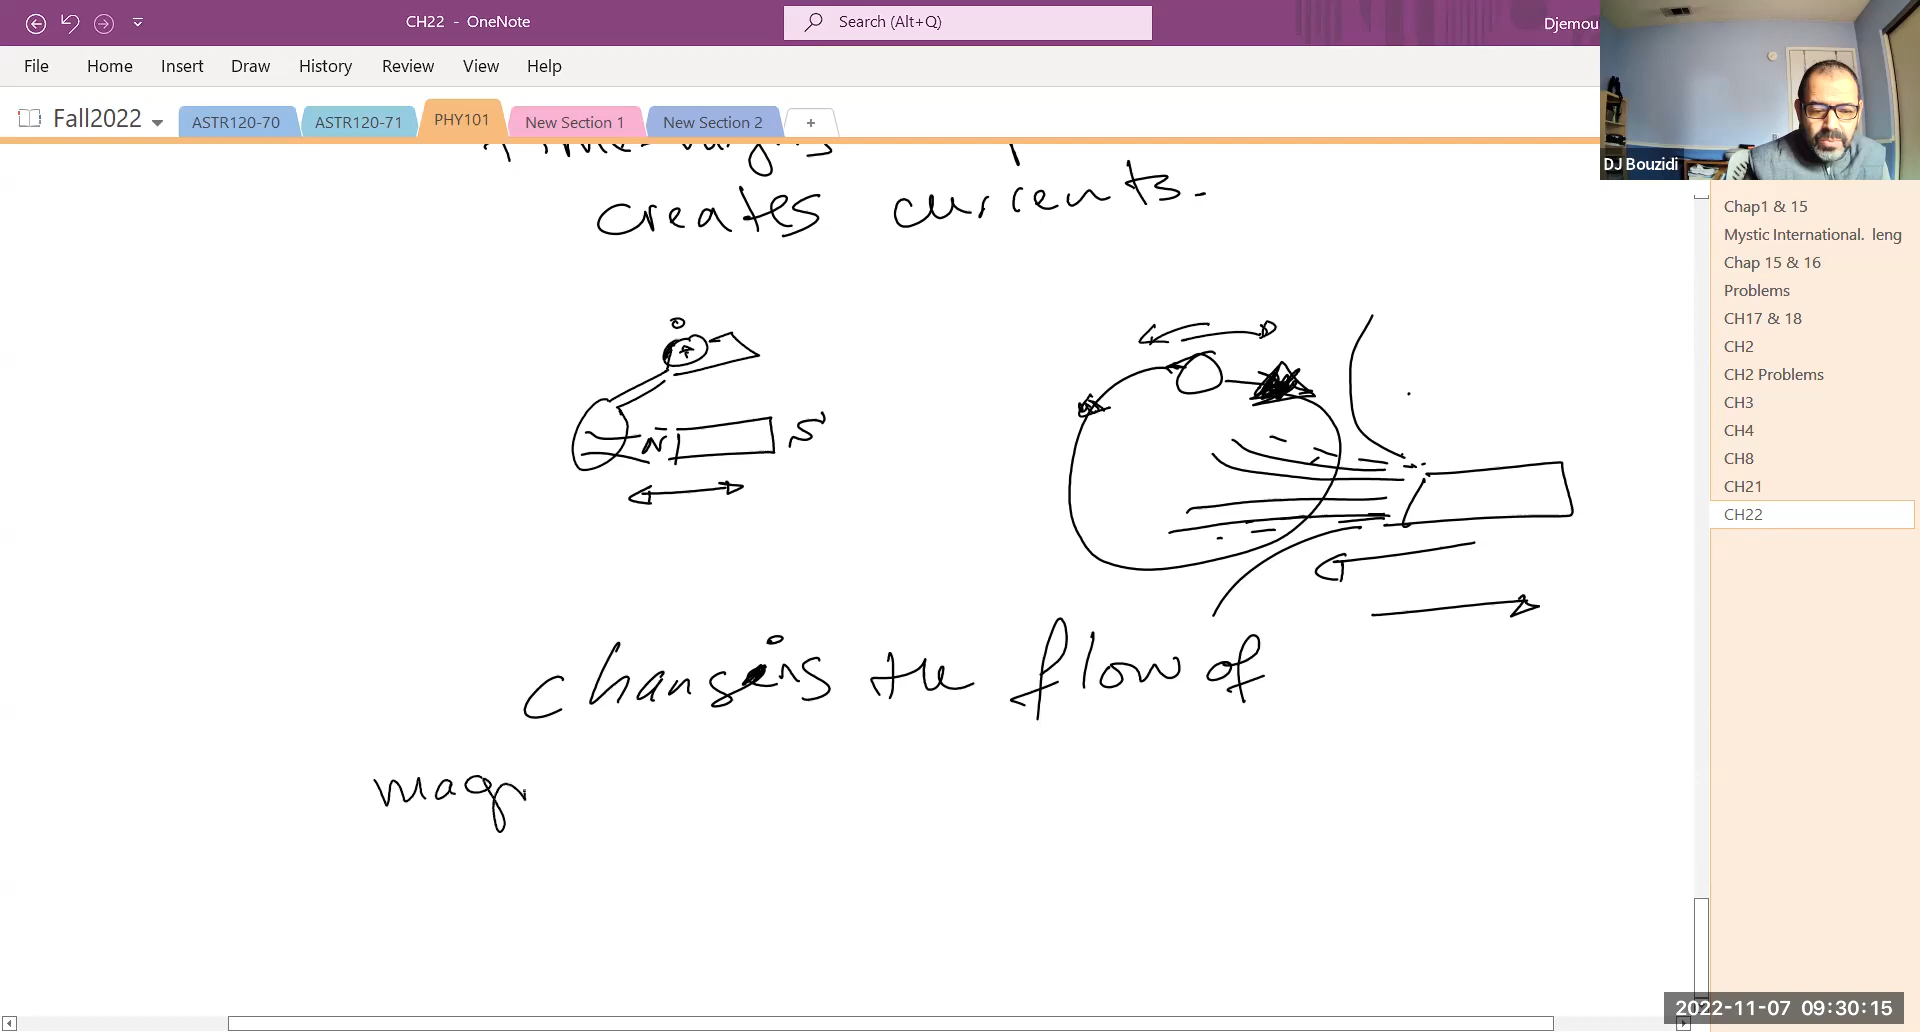 CH22 - OneNote
Search (Alt+Q)
Djemou
File Home Insert Draw History Review View Help
Fall2022
ASTR120-70
ASTR120-71
PHY101
New Section 1
New Section 2
+
DJ Bouzidi
creates currents.
N
S
changing the flow of
magn
Chap1 & 15
Mystic International. leng
Chap 15 & 16
Problems
CH17 & 18
CH2
CH2 Problems
CH3
CH4
CH8
CH21
CH22
2022-11-07 09:30:15